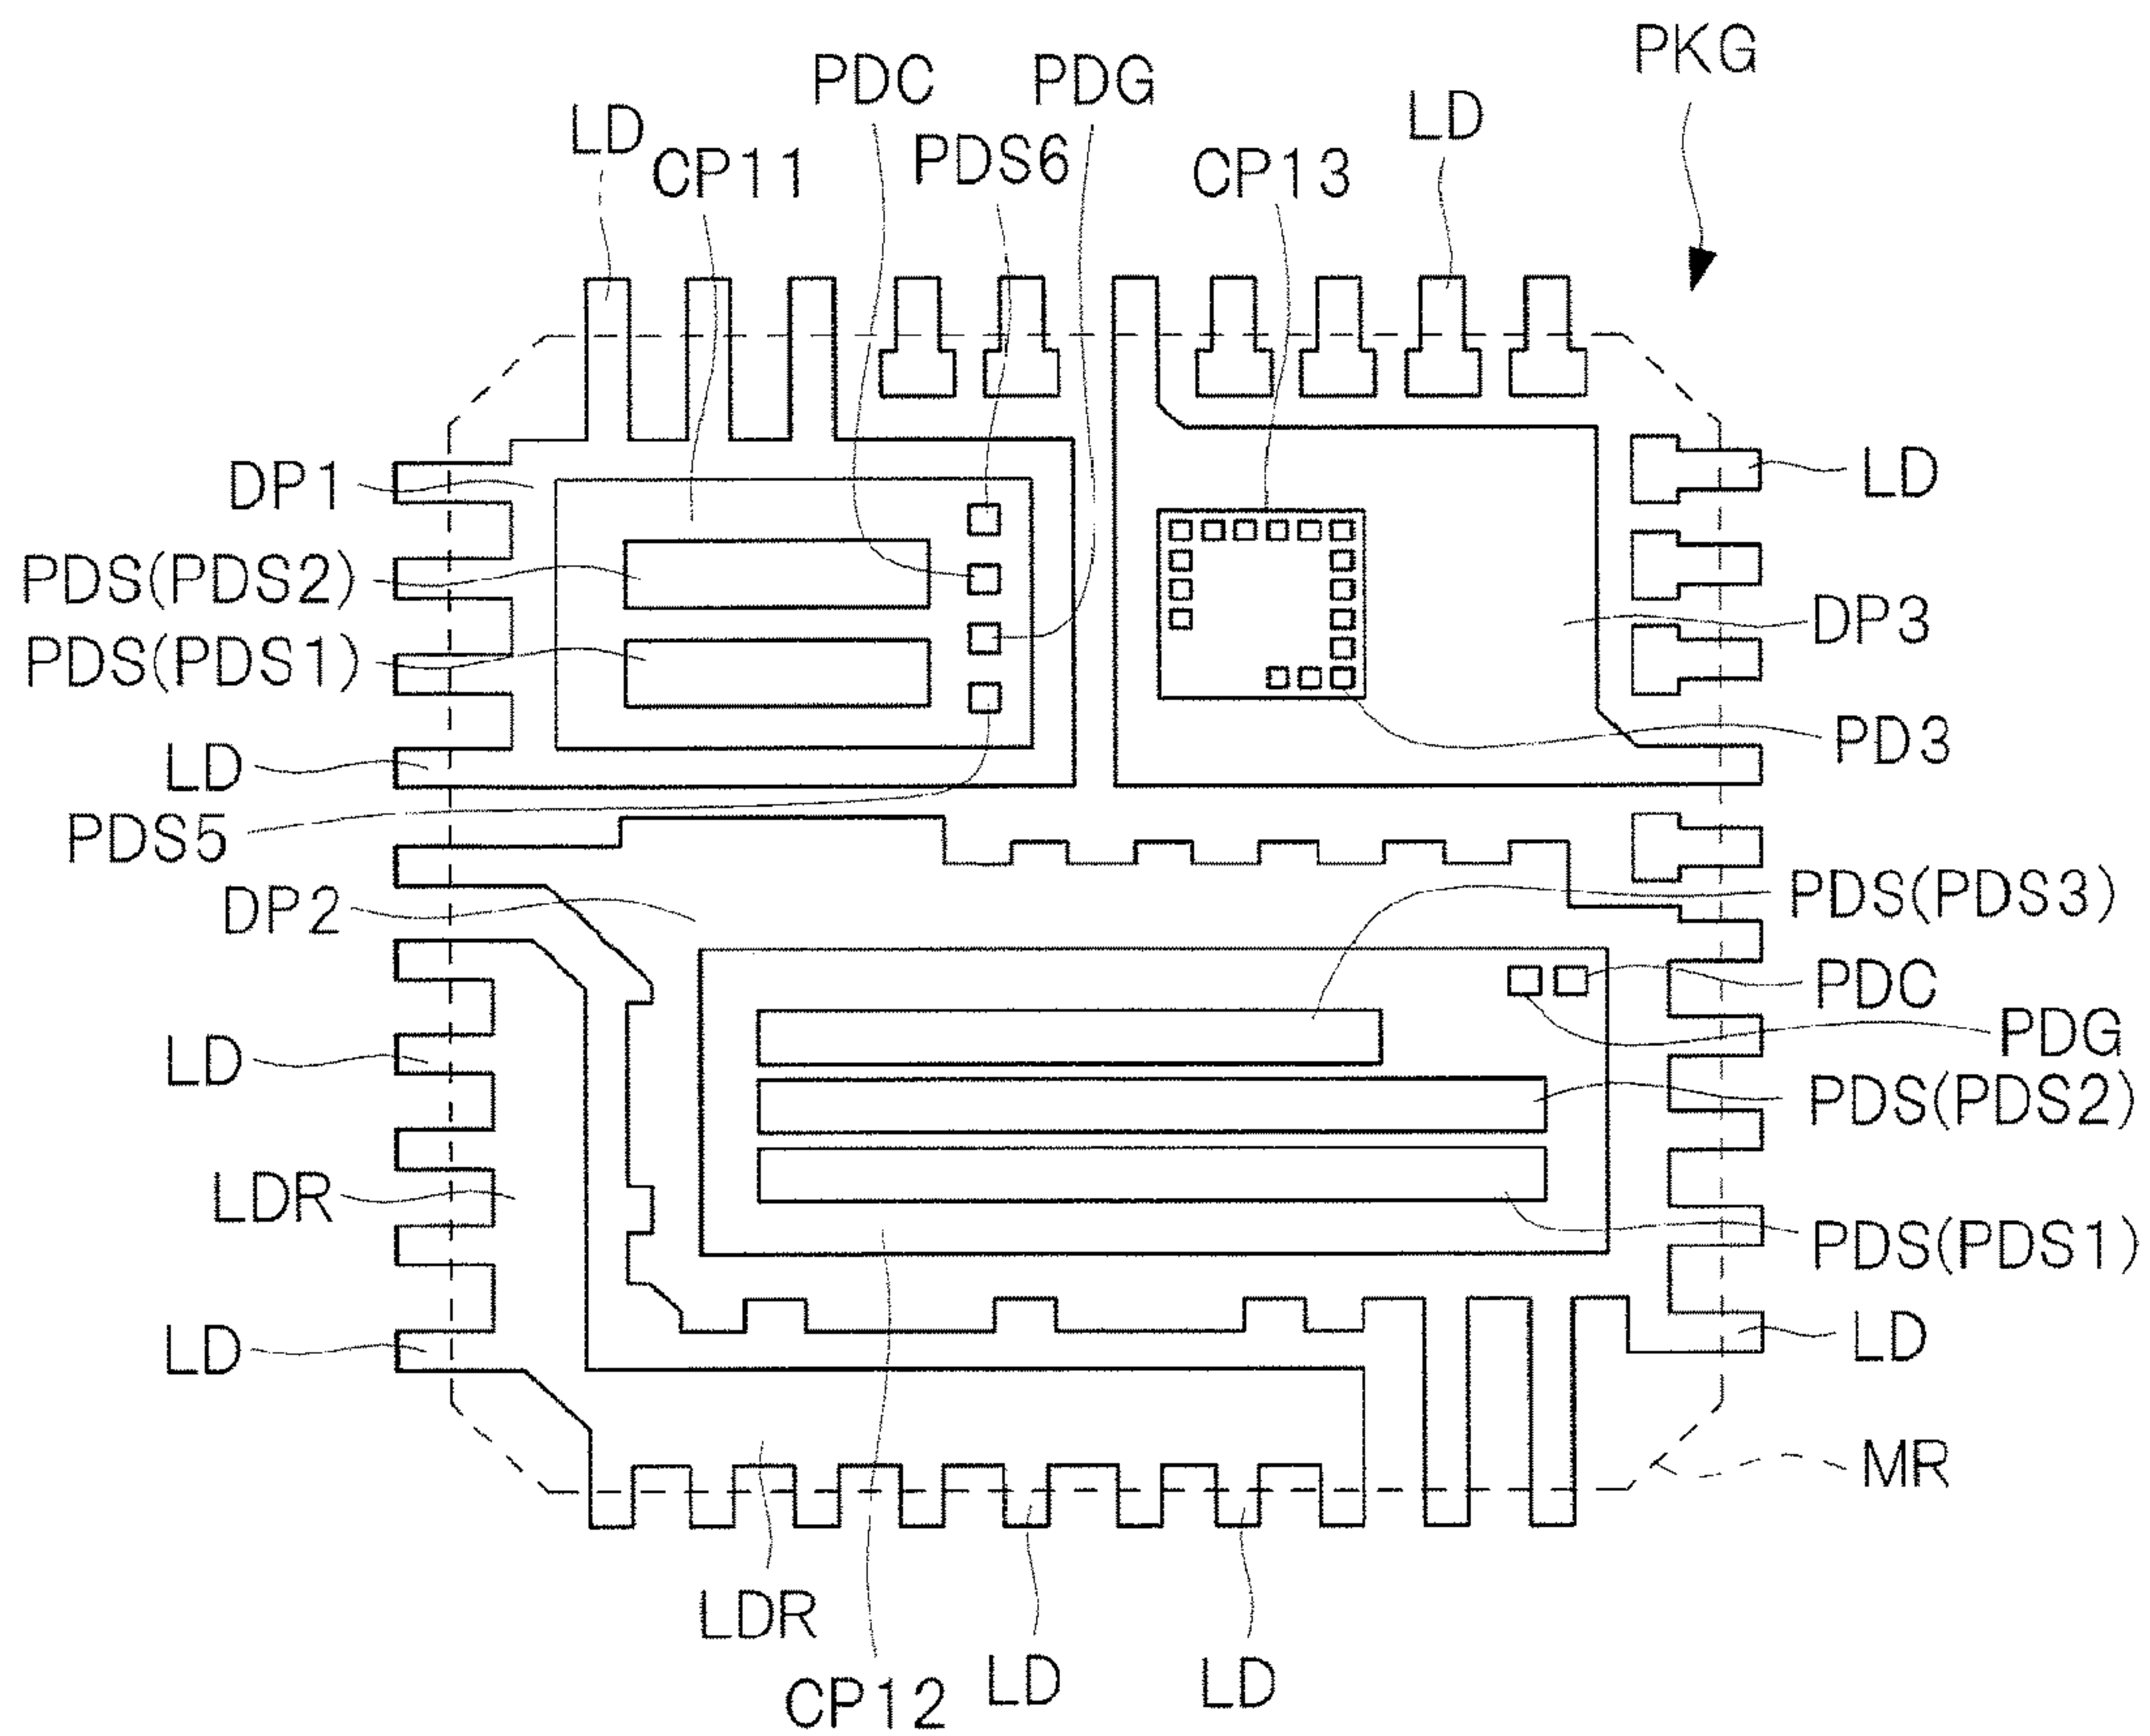 PKG
PDC
PDG
LD
LD
CP11
PDS6
CP13
DP1
LD
PDS(PDS2)
DP3
PDS(PDS1)
PD3
LD
PDS5
DP2
PDS(PDS3)
PDC
LD
PDG
PDS(PDS2)
LDR
PDS(PDS1)
LD
LD
MR
LDR
LD
LD
CP12